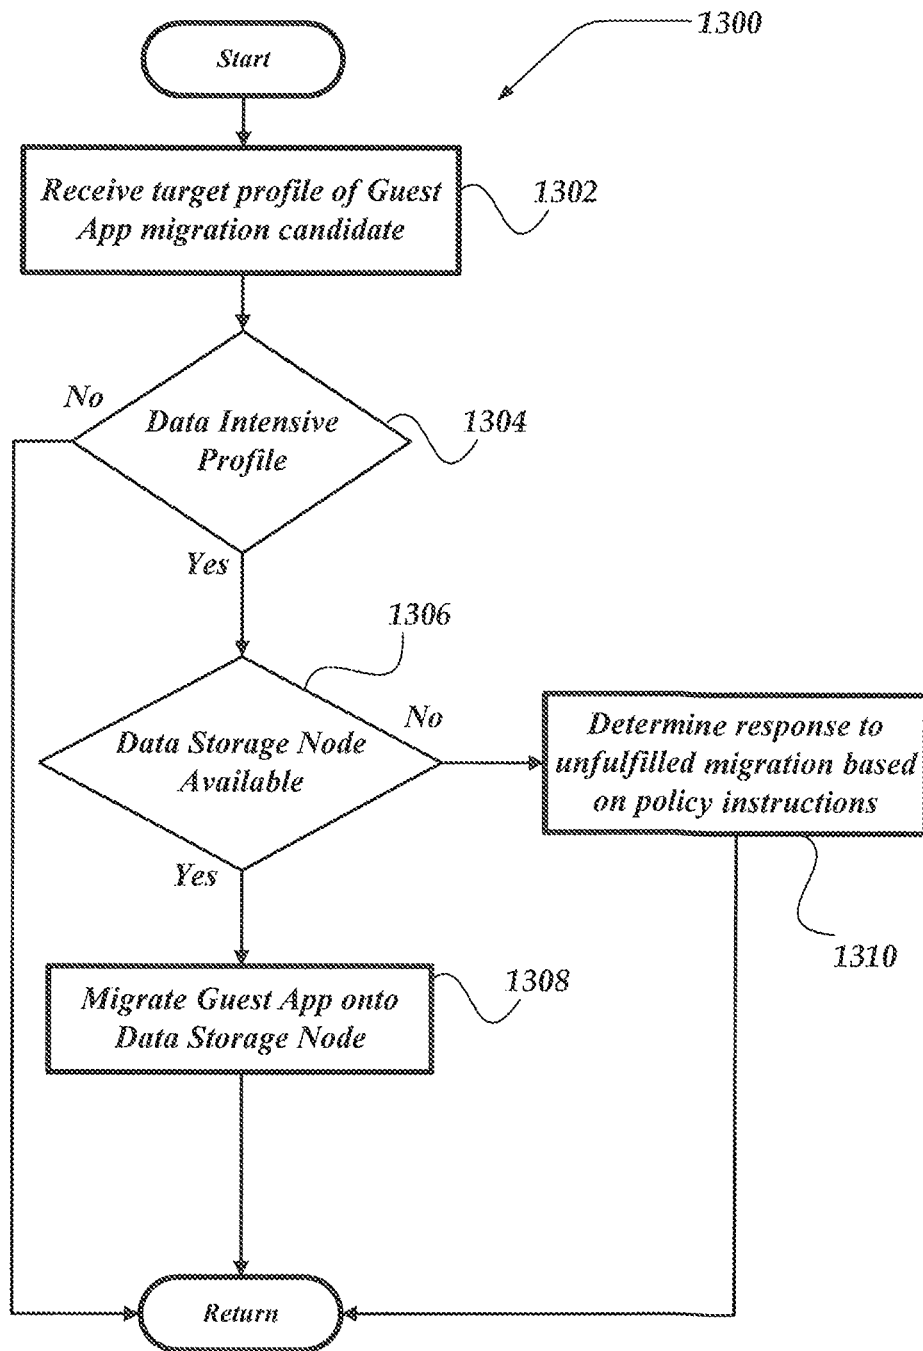 1300
Start
Receive target profile of Guest
App migration candidate
1302
No
Data Intensive
Profile
1304
Yes
1306
Data Storage Node
Available
No
Determine response to
unfulfilled migration based
on policy instructions
Yes
1310
Migrate Guest App onto
Data Storage Node
1308
Return